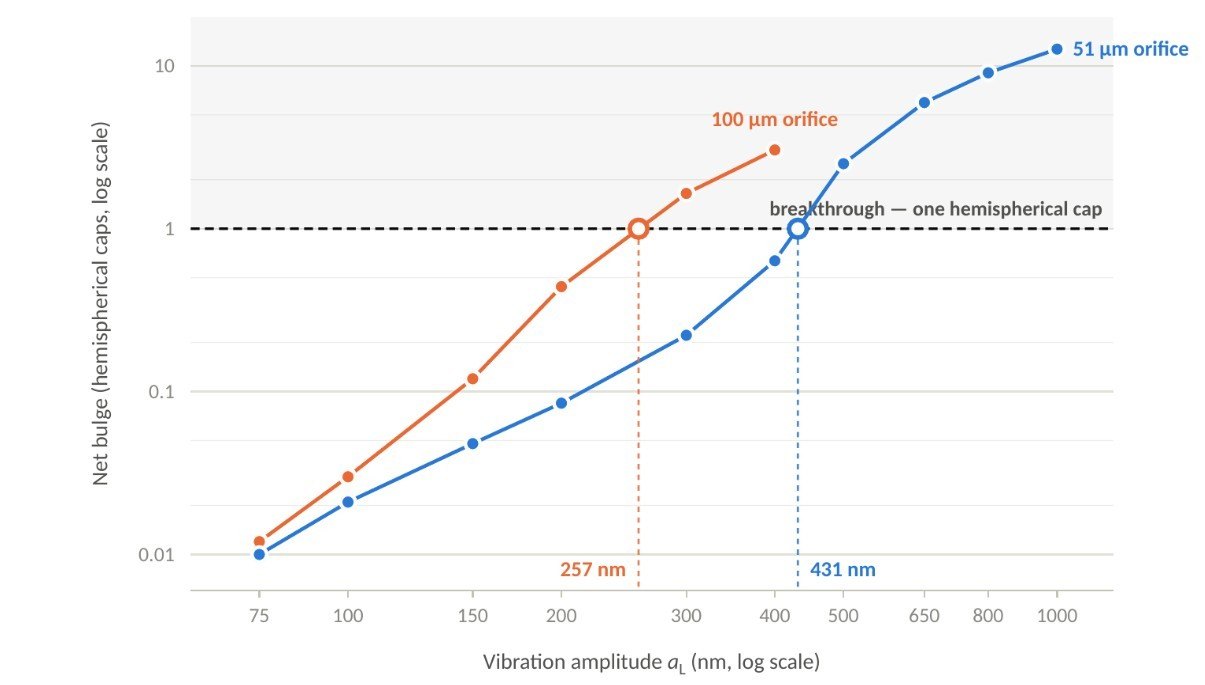 51 µm orifice
10
100 µm orifice
breakthrough — one hemispherical cap
1
0.1
0.01
257 nm
431 nm
75
100
150
200
300
400
500
650
800
1000
Net bulge (hemispherical caps, log scale)
Vibration amplitude aL (nm, log scale)